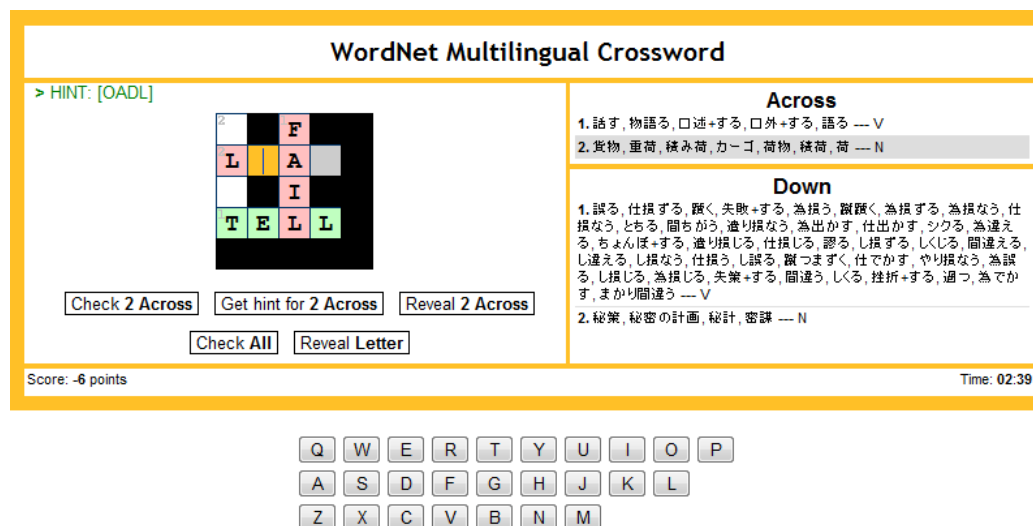 WordNet Multilingual Crossword
> HINT: [OADL]
2 1 F
2 L A
I
1 T E L L
Check 2 Across Get hint for 2 Across Reveal 2 Across
Check All Reveal Letter
Across
1.話す, 物語る, 口述+する, 口外+する, 語る --- V
2. 貨物, 重荷, 積み荷, カーゴ, 荷物, 積荷, 荷 --- N
Down
1. 誤る, 仕損ずる, 躓く, 失敗+する, 為損う, 蹴躓く, 為損ずる, 為損なう, 仕
損なう, とちる, 間ちがう, 遣り損なう, 為出かす, 仕出かす, シクる, 為違え
る, ちょんぼ+する, 遣り損じる, 仕損じる, 謬る, し損ずる, しくじる, 間違える,
し違える, し損なう, 仕損う, し誤る, 蹴つまずく, 仕でかす, やり損なう, 為誤
る, し損じる, 為損じる, 失策+する, 間違う, しくる, 挫折+する, 過つ, 為でか
す, まかり間違う --- V
2. 秘策, 秘密の計画, 秘計, 密謀 --- N
Score: -6 points
Time: 02:39
Q W E R T Y U I O P
A S D F G H J K L
Z X C V B N M